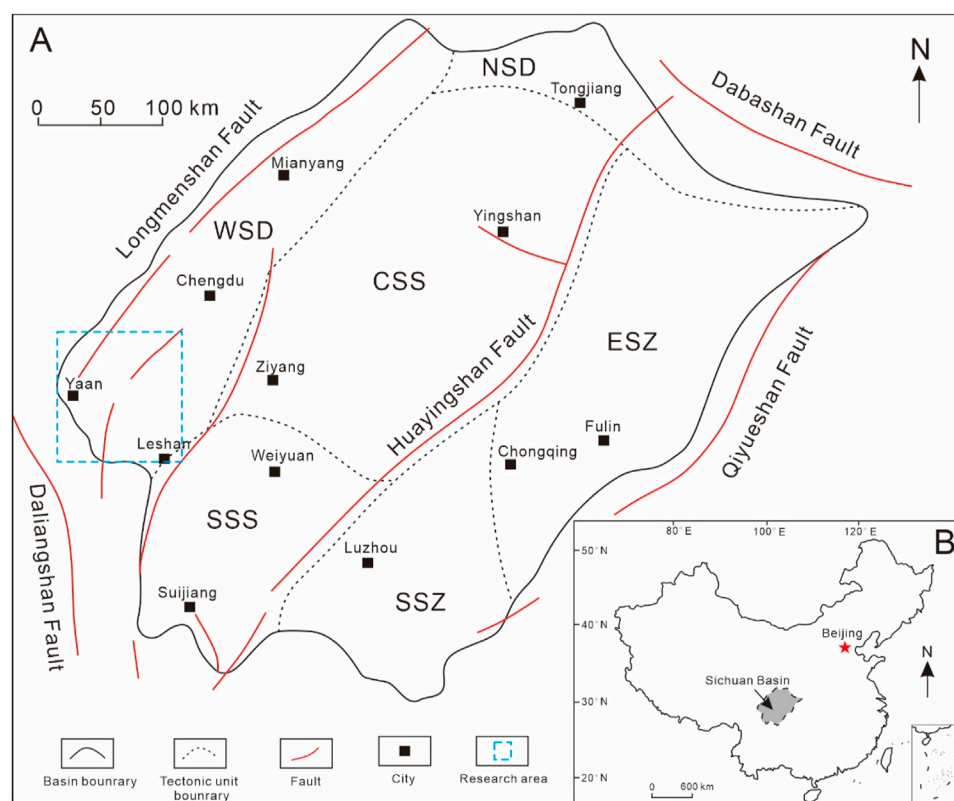 A
N
0 50 100 km
NSD
Tongjiang
Dabashan Fault
Longmenshan Fault
Mianyang
WSD
Yingshan
Chengdu
CSS
Huayingshan Fault
ESZ
Qiyueshan Fault
Yaan
Ziyang
Leshan
Weiyuan
Fulin
Chongqing
SSS
Daliangshan Fault
Luzhou
Suijiang
SSZ
B
80° E
100° E
120° E
50° N
40° N
30° N
20° N
Beijing
N
Sichuan Basin
0 600 km
Basin bounrary
Tectonic unit
bounrary
Fault
City
Research area